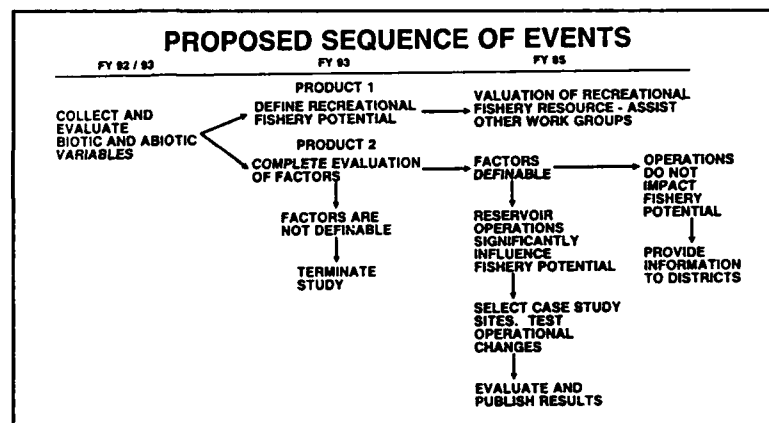 PROPOSED SEQUENCE OF EVENTS
FY 92 / 93
FY 93
FY 95
COLLECT AND
EVALUATE
BIOTIC AND ABIOTIC
VARIABLES
PRODUCT 1
DEFINE RECREATIONAL
FISHERY POTENTIAL
VALUATION OF RECREATIONAL
FISHERY RESOURCE - ASSIST
OTHER WORK GROUPS
PRODUCT 2
COMPLETE EVALUATION
OF FACTORS
FACTORS
DEFINABLE
OPERATIONS
DO NOT
IMPACT
FISHERY
POTENTIAL
FACTORS ARE
NOT DEFINABLE
RESERVOIR
OPERATIONS
SIGNIFICANTLY
INFLUENCE
FISHERY POTENTIAL
PROVIDE
INFORMATION
TO DISTRICTS
TERMINATE
STUDY
SELECT CASE STUDY
SITES. TEST
OPERATIONAL
CHANGES
EVALUATE AND
PUBLISH RESULTS